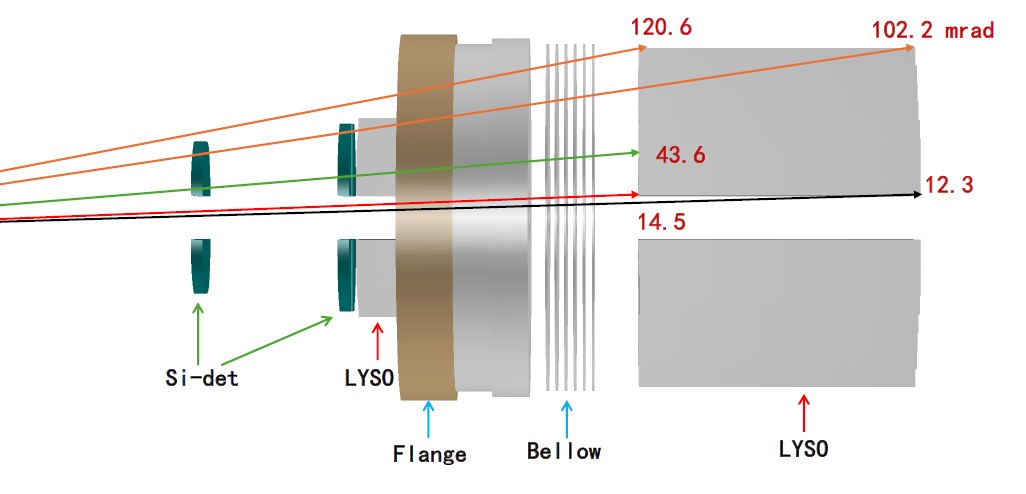 120.6
102.2 mrad
43.6
12.3
14.5
Si-det
LYSO
Flange
Bellow
LYSO